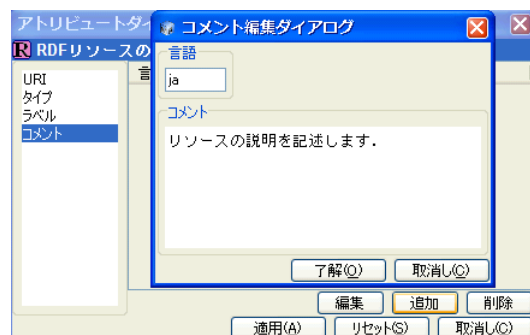 アトリビュートダイ
コメント編集ダイアログ
RDFリソースの
言
言語
ja
URI
タイプ
ラベル
コメント
コメント
リソースの説明を記述します.
了解(O)
取消し(C)
編集
追加
削除
適用(A)
リセット(S)
取消し(C)